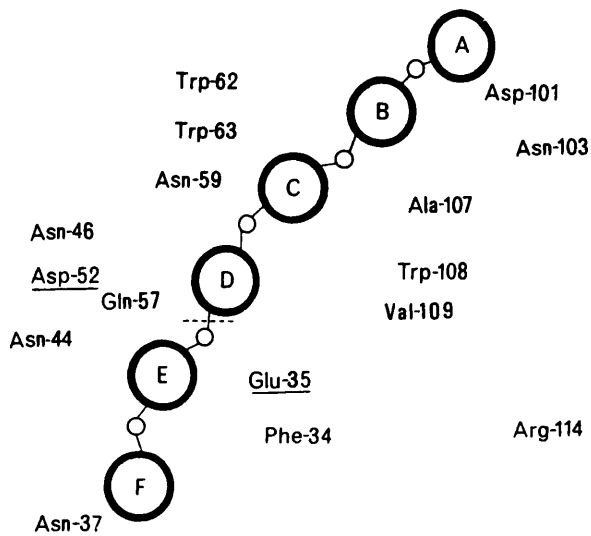 A
Trp-62
Asp-101
B
Trp-63
Asn-103
Asn-59
C
Ala-107
Asn-46
Asp-52
Trp-108
D
Gln-57
Val-109
Asn-44
E
Glu-35
Phe-34
Arg-114
F
Asn-37